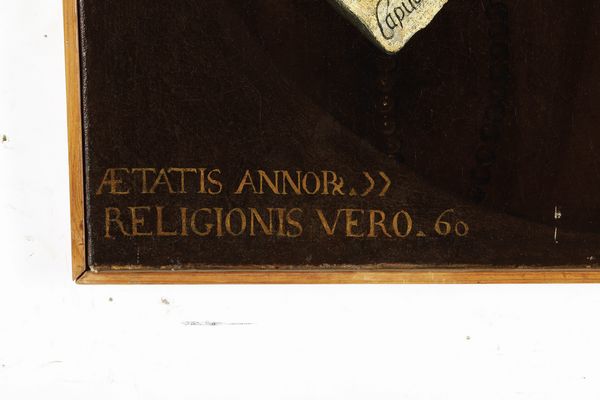 Capu
ÆTATIS ANNOR. 77
RELIGIONIS VERO. 60